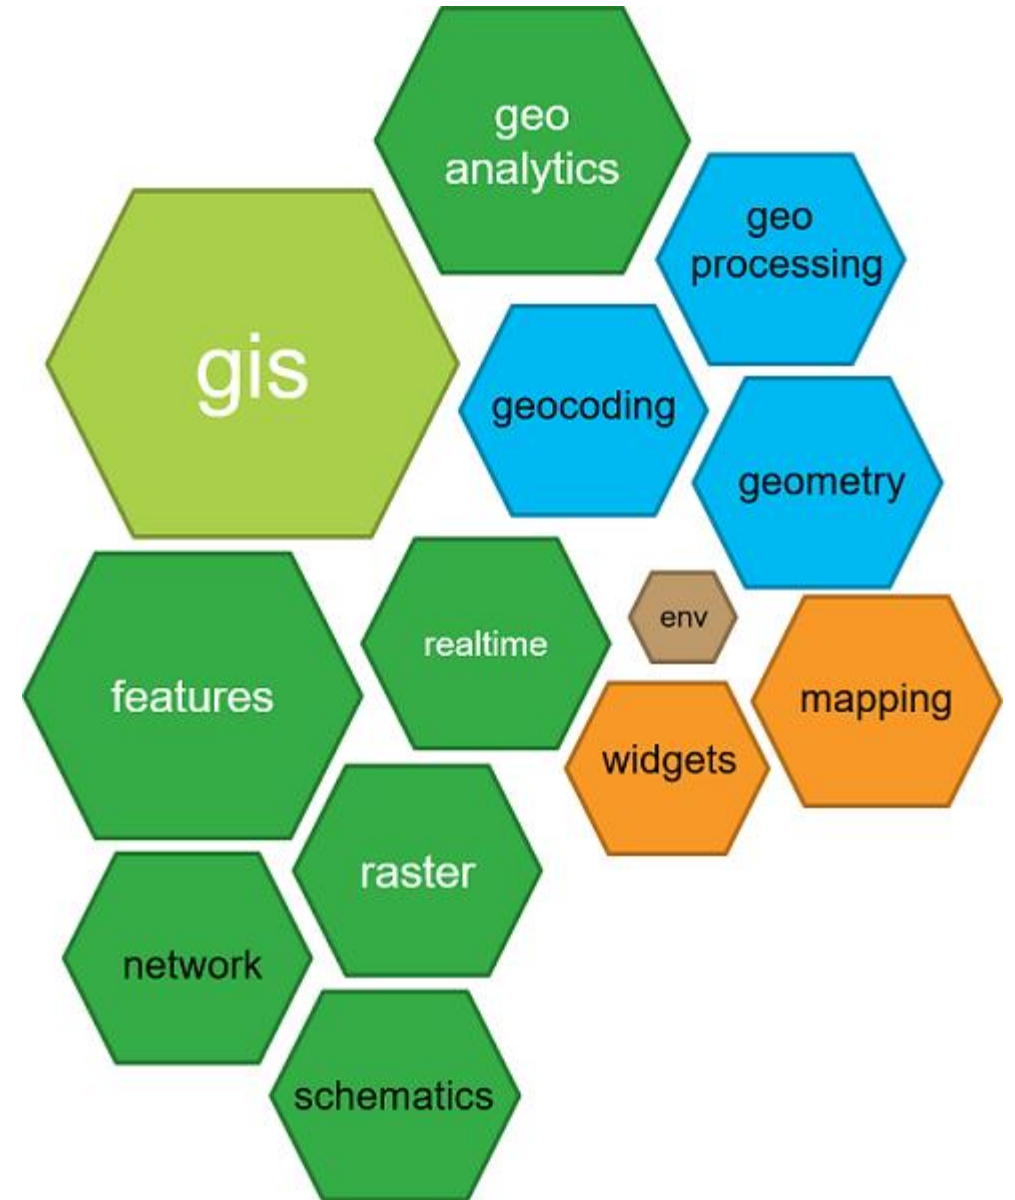 geo
analytics
geo
processing
gis
geocoding
geometry
env
realtime
features
mapping
widgets
raster
network
schematics